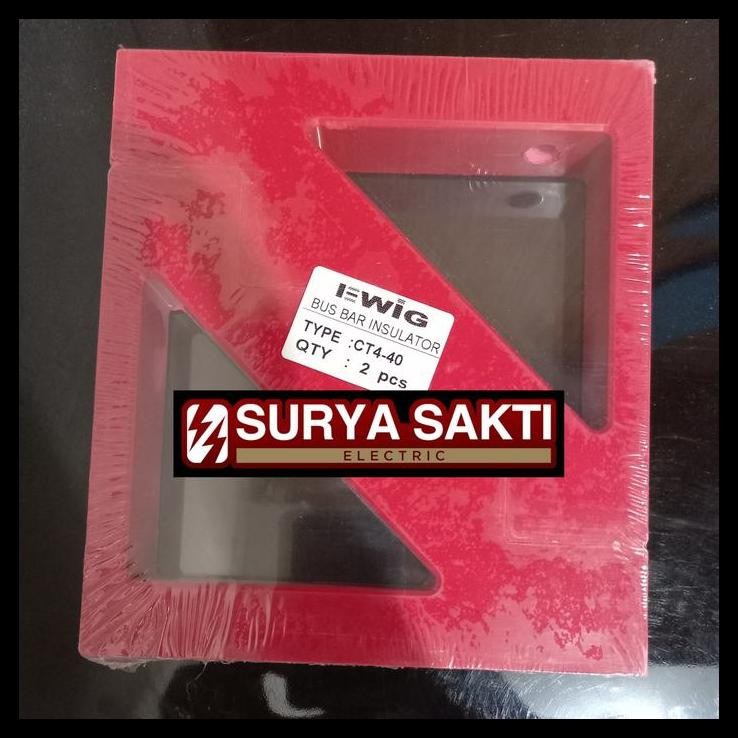 EWIG
BUS BAR INSULATOR
TYPE :CT4-40
QTY : 2 pcs
SURYA SAKTI
ELECTRIC